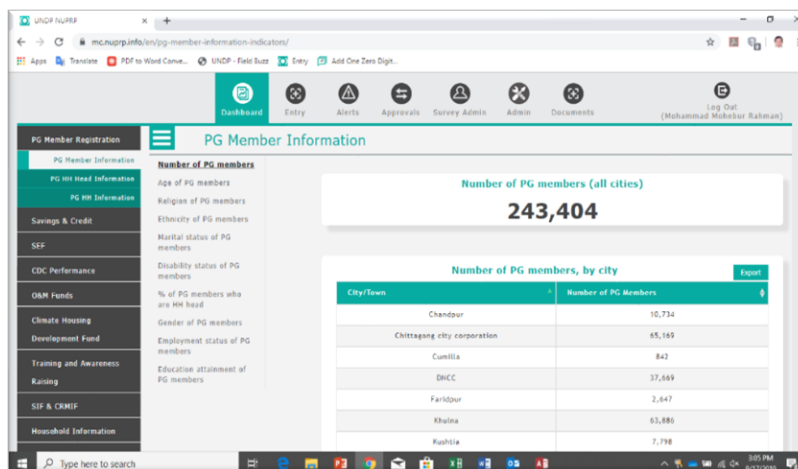 UNDP NUPRP
mc.nuprp.info/en/pg-member-information-indicators/
Apps Translate PDF to Word Conve... UNDP - Field Buzz Entry Add One Zero Digit...
Dashboard Entry Alerts Approvals Survey Admin Admin Documents Log Out
(Mohammad Mohebur Rahman)
PG Member Registration
PG Member Information
PG HH Head Information
PG HH Information
Savings & Credit
SEF
CDC Performance
O&M Funds
Climate Housing
Development Fund
Training and Awareness
Raising
SIF & CRMIF
Household Information
PG Member Information
Number of PG members
Age of PG members
Religion of PG members
Ethnicity of PG members
Marital status of PG
members
Disability status of PG
members
% of PG members who
are HH head
Gender of PG members
Employment status of PG
members
Education attainment of
PG members
Number of PG members (all cities)
243,404
Number of PG members, by city
Export
City/Town Number of PG Members
Chandpur 10,734
Chittagong city corporation 65,169
Cumilla 842
DNCC 37,669
Faridpur 2,647
Khulna 63,886
Kushtia 7,798
Type here to search
3:05 PM